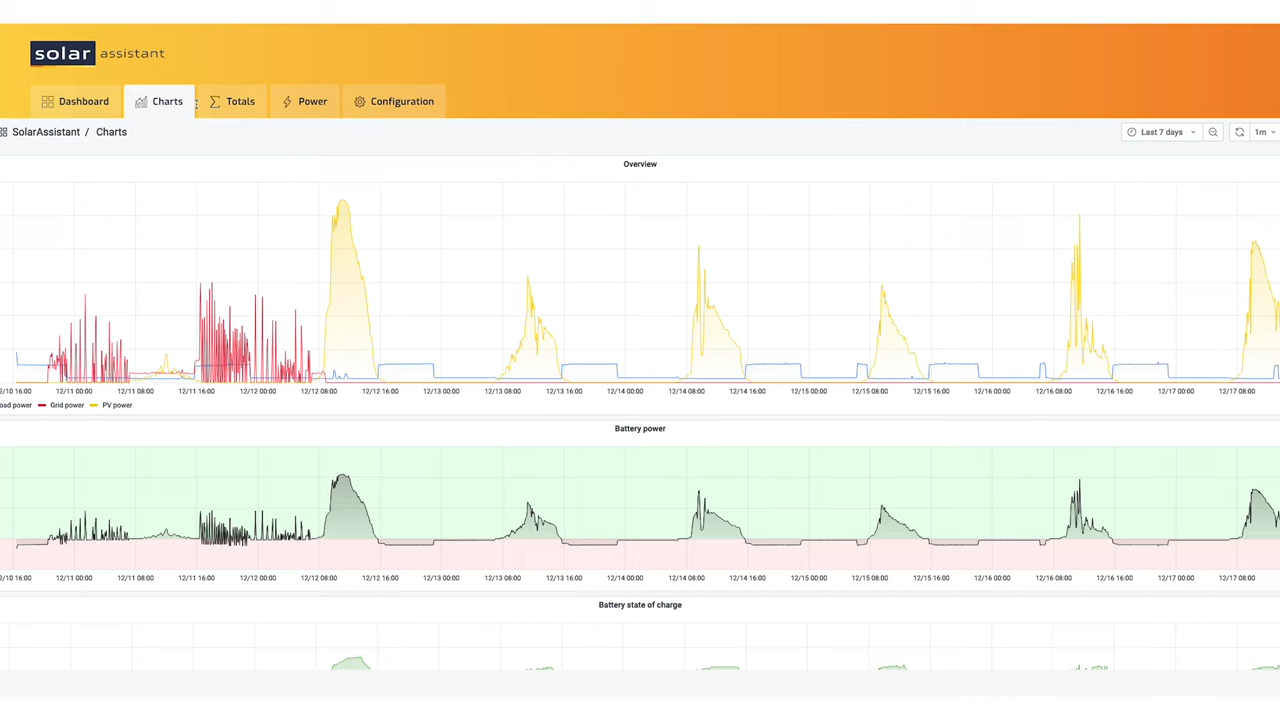 solar assistant
Dashboard Charts Totals Power Configuration
SolarAssistant / Charts Last 7 days 1m
Overview
/10 16:00 12/11 00:00 12/11 08:00 12/11 16:00 12/12 00:00 12/12 08:00 12/12 16:00 12/13 00:00 12/13 08:00 12/13 16:00 12/14 00:00 12/14 08:00 12/14 16:00 12/15 00:00 12/15 08:00 12/15 16:00 12/16 00:00 12/16 08:00 12/16 16:00 12/17 00:00 12/17 08:00
oad power Grid power PV power
Battery power
/10 16:00 12/11 00:00 12/11 08:00 12/11 16:00 12/12 00:00 12/12 08:00 12/12 16:00 12/13 00:00 12/13 08:00 12/13 16:00 12/14 00:00 12/14 08:00 12/14 16:00 12/15 00:00 12/15 08:00 12/15 16:00 12/16 00:00 12/16 08:00 12/16 16:00 12/17 00:00 12/17 08:00
Battery state of charge